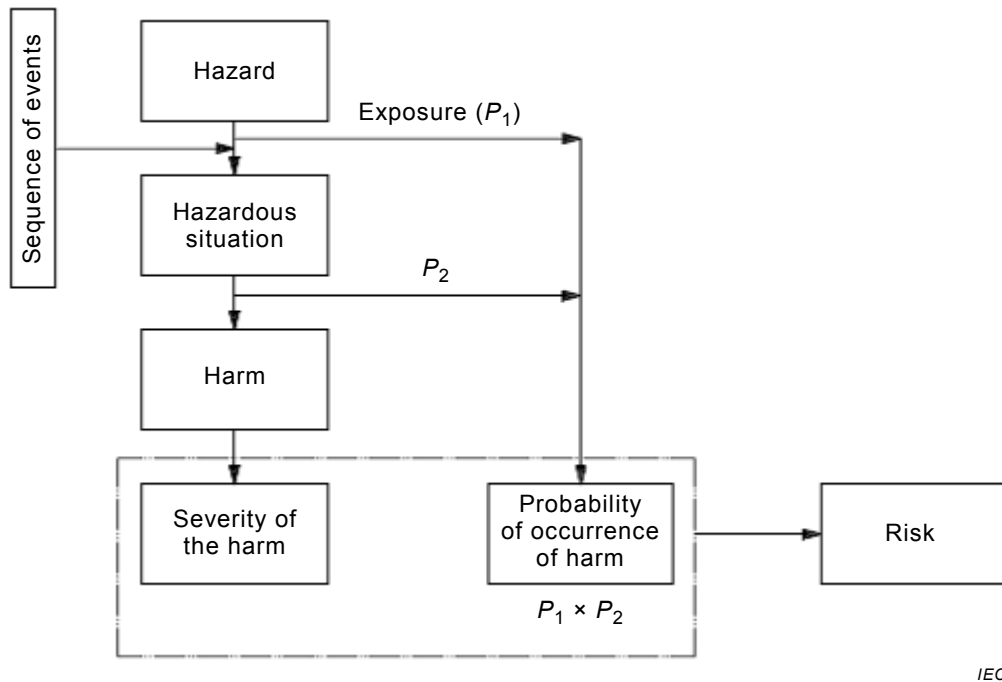 Sequence of events
Hazard
Exposure (P₁)
Hazardous
situation
P₂
Harm
Severity of
the harm
Probability
of occurrence
of harm
P₁ × P₂
Risk
IEC